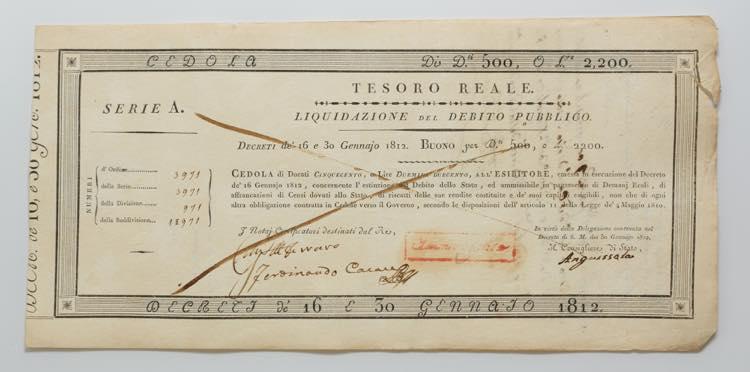 CEDOLA Di D.ti 500, O L.re 2,200.
TESORO REALE.
SERIE A.
LIQUIDAZIONE DEL DEBITO PUBBLICO.
DECRETI de' 16 e 30 Gennajo 1812. BUONO per D.ti 500, o L. 2200.
NUMERI
d' Ordine 3971
della Serie 3971
della Divisione 971
della Suddivisione 18971
CEDOLA di Docati CINQUECENTO, o Lire DUEMILA DUECENTO, ALL'ESIBITORE, emessa in esecuzione del Decreto
de' 16 Gennajo 1812, concernente l'estinzione del Debito dello Stato, ed ammissibile in pagamento di Demanj Reali, di
affrancazioni di Censi dovuti allo Stato, di riscatti delle sue rendite costituite e de' suoi capitali esigibili, non che di ogni
altra obbligazione contratta in Cedole verso il Governo, secondo le disposizioni dell' articolo 11 della Legge de' 4 Maggio 1810.
I Notaj Certificatori destinati dal Re,
In virtù della Delegazione contenuta nel
Decreto di S. M. de' 30 Gennajo 1812,
Il Consigliere di Stato,
Ferdinando
Anguissola
DECRETI de' 16 E 30 GENNAJO 1812.
Decre. de' 16, e 30 Gen. 1812.